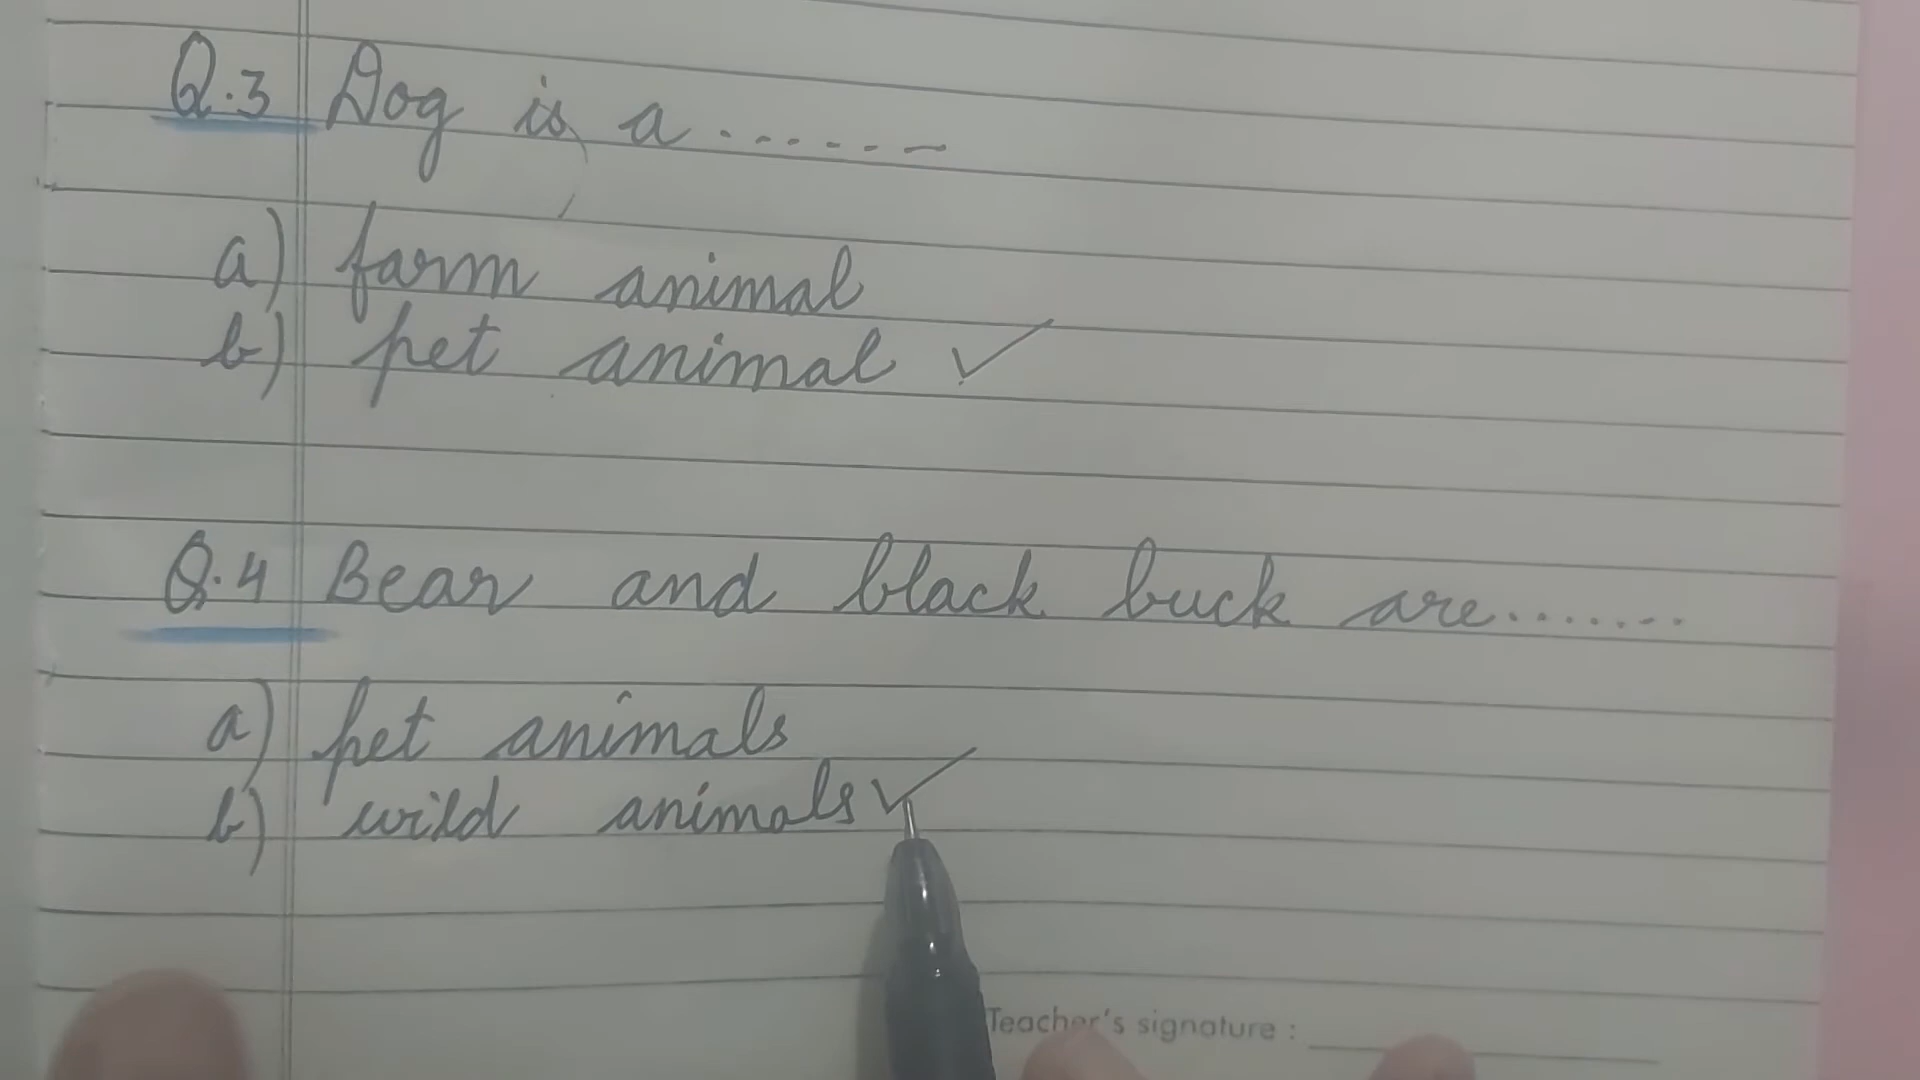 Q.3 Dog is a ......
a) farm animal
b) pet animal ✓
Q.4 Bear and black buck are.......
a) pet animals
b) wild animals ✓
Teacher's signature :